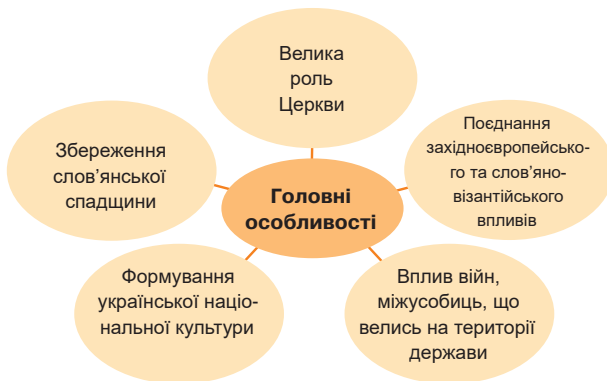 Велика
роль
Церкви
Збереження
слов’янської
спадщини
Поєднання
західноєвропейсько-
го та слов’яно-
візантійського
впливів
Головні
особливості
Формування
української націо-
нальної культури
Вплив війн,
міжусобиць, що
велись на території
держави